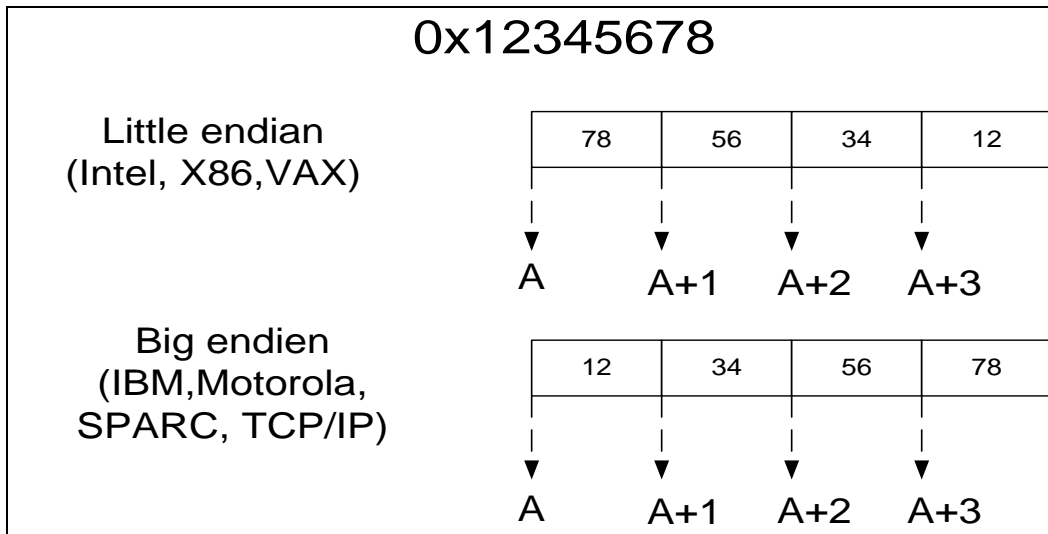 0x12345678
Little endian
(Intel, X86,VAX)
78 56 34 12
A A+1 A+2 A+3
Big endien
(IBM,Motorola,
SPARC, TCP/IP)
12 34 56 78
A A+1 A+2 A+3